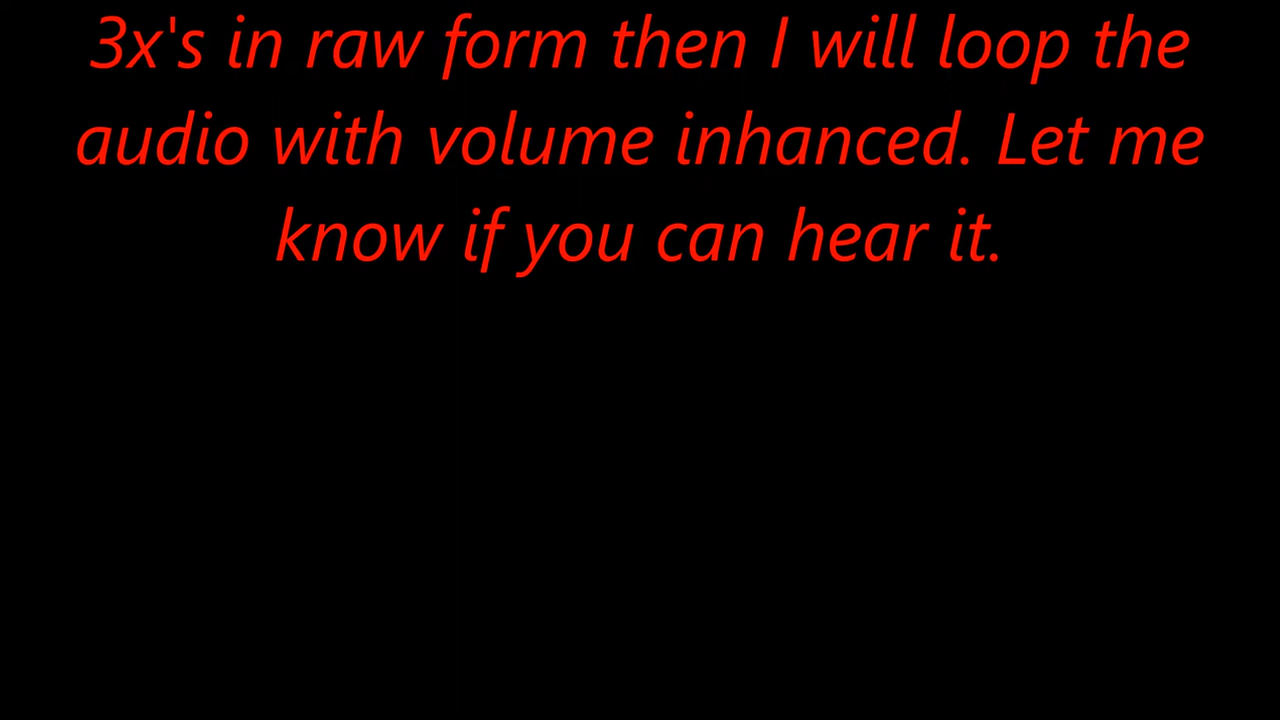 3x's in raw form then I will loop the
audio with volume inhanced. Let me
know if you can hear it.